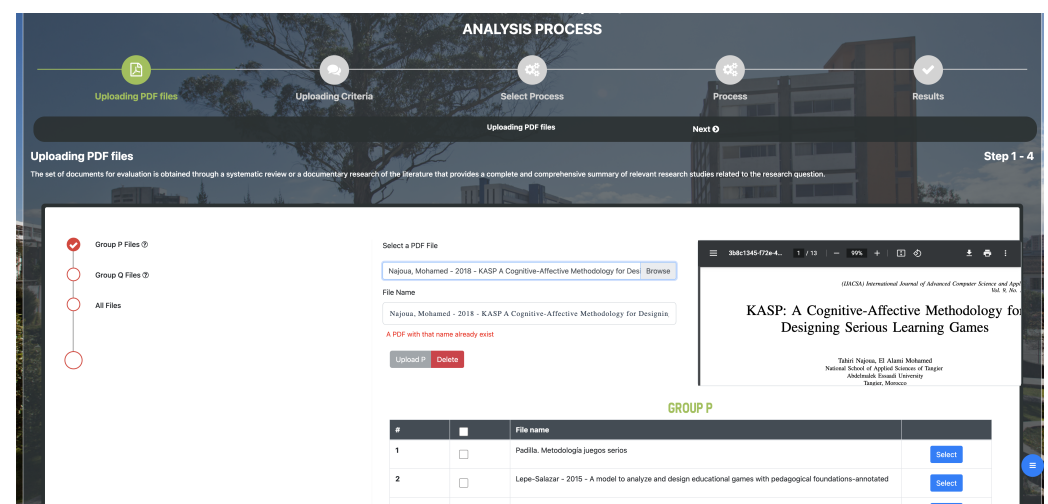 ANALYSIS PROCESS
Uploading PDF files
Uploading Criteria
Select Process
Process
Results
Uploading PDF files
Next
Uploading PDF files
Step 1 - 4
The set of documents for evaluation is obtained through a systematic review or a documentary research of the literature that provides a complete and comprehensive summary of relevant research studies related to the research question.
Group P Files
Group Q Files
All Files
Select a PDF File
Najoua, Mohamed - 2018 - KASP A Cognitive-Affective Methodology for Desi
Browse
File Name
Najoua, Mohamed - 2018 - KASP A Cognitive-Affective Methodology for Designin
A PDF with that name already exist
Upload P
Delete
3b8c1345-f72e-4...
1 / 13
99%
(IJACSA) International Journal of Advanced Computer Science and Appl
Vol. 9, No.
KASP: A Cognitive-Affective Methodology for
Designing Serious Learning Games
Tahiri Najoua, El Alami Mohamed
National School of Applied Sciences of Tangier
Abdelmalek Essaadi University
Tangier, Morocco
GROUP P
#
File name
1
Padilla. Metodología juegos serios
Select
2
Lepe-Salazar - 2015 - A model to analyze and design educational games with pedagogical foundations-annotated
Select